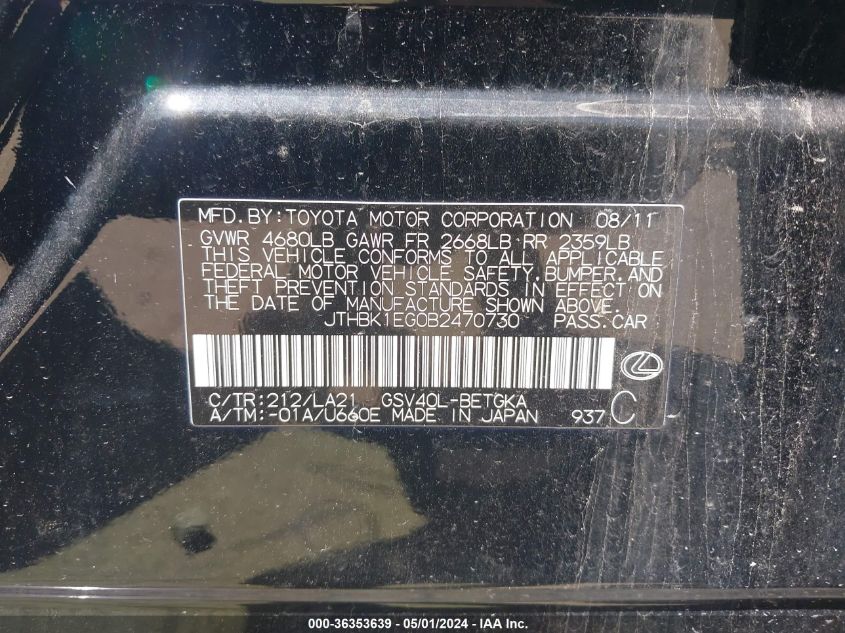 MFD.BY:TOYOTA MOTOR CORPORATION 08/11
GVWR 4680LB GAWR FR 2668LB RR 2359LB
THIS VEHICLE CONFORMS TO ALL APPLICABLE
FEDERAL MOTOR VEHICLE SAFETY,BUMPER,AND
THEFT PREVENTION STANDARDS IN EFFECT ON
THE DATE OF MANUFACTURE SHOWN ABOVE.
JTHBK1EG0B2470730 PASS.CAR
C/TR:212/LA21 GSV40L-BETGKA
A/TM:-01A/U660E MADE IN JAPAN 937 C
000-36353639 - 05/01/2024 - IAA Inc.